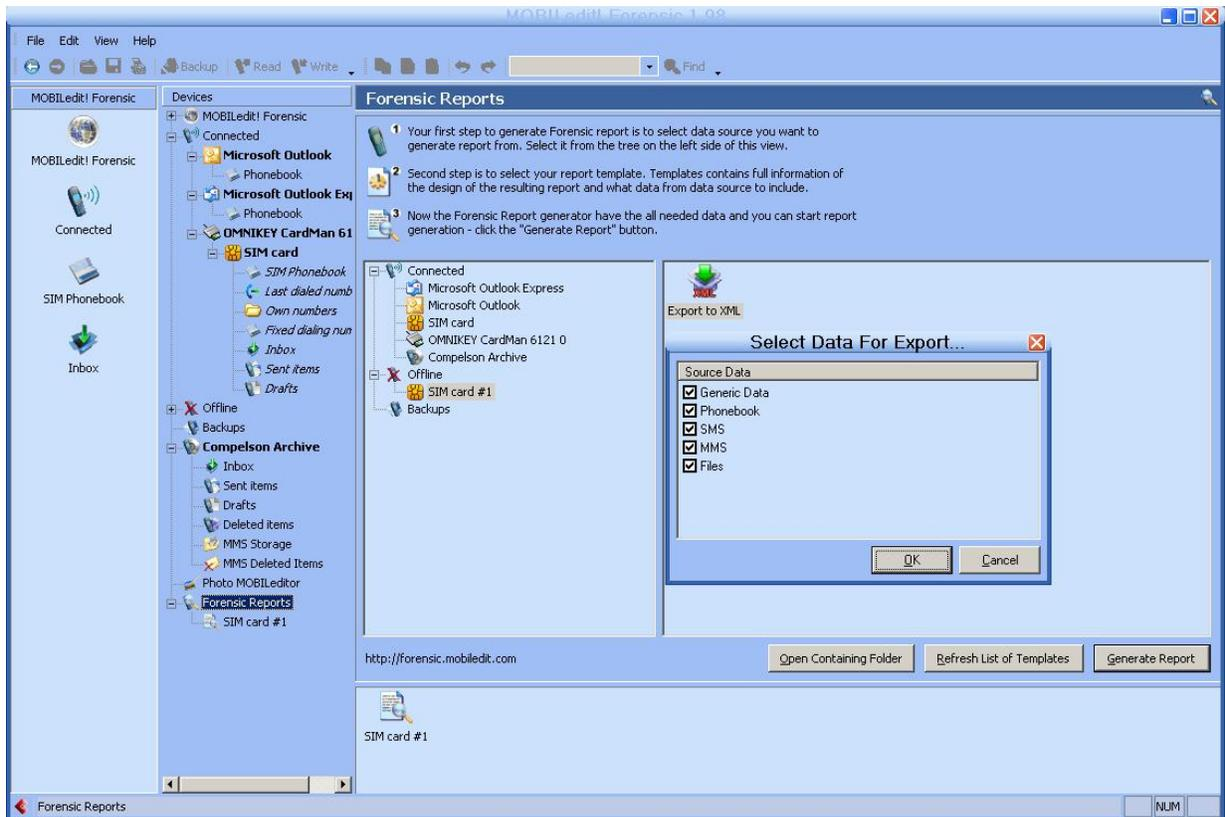 MOBILedit! Forensic 1.98
File Edit View Help
Backup Read Write Find
MOBILedit! Forensic
MOBILedit! Forensic
Connected
SIM Phonebook
Inbox
Devices
MOBILedit! Forensic
Connected
Microsoft Outlook
Phonebook
Microsoft Outlook Exp
Phonebook
OMNIKEY CardMan 61
SIM card
SIM Phonebook
Last dialed numb
Own numbers
Fixed dialing nun
Inbox
Sent items
Drafts
Offline
Backups
Compelson Archive
Inbox
Sent items
Drafts
Deleted items
MMS Storage
MMS Deleted Items
Photo MOBILeditor
Forensic Reports
SIM card #1
Forensic Reports
1 Your first step to generate Forensic report is to select data source you want to
generate report from. Select it from the tree on the left side of this view.
2 Second step is to select your report template. Templates contains full information of
the design of the resulting report and what data from data source to include.
3 Now the Forensic Report generator have the all needed data and you can start report
generation - click the "Generate Report" button.
Connected
Microsoft Outlook Express
Microsoft Outlook
SIM card
OMNIKEY CardMan 6121 0
Compelson Archive
Offline
SIM card #1
Backups
XML
Export to XML
Select Data For Export...
Source Data
Generic Data
Phonebook
SMS
MMS
Files
OK Cancel
http://forensic.mobiledit.com
Open Containing Folder Refresh List of Templates Generate Report
SIM card #1
Forensic Reports
NUM